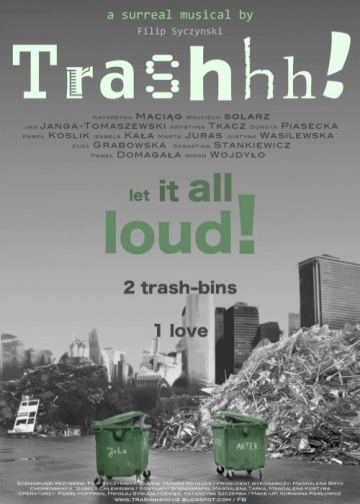 a surreal musical by
Filip Syczynski
Trashhh!
KATARZYNA MACIĄG WOJCIECH SOLARZ
JAN JANGA-TOMASZEWSKI KRYSTYNA TKACZ DOROTA PIASECKA
PAWEŁ KOSLIK IZABELA KAŁA MARTA JURAS JUSTYNA WASILEWSKA
ZUZA GRABOWSKA SEBASTIAN STANKIEWICZ
PAWEŁ DOMAGAŁA MIRON WOJDYŁO
let it all
loud!
2 trash-bins
1 love
John
WWW.TRASHHHMOVIE.BLOGSPOT.COM / FB